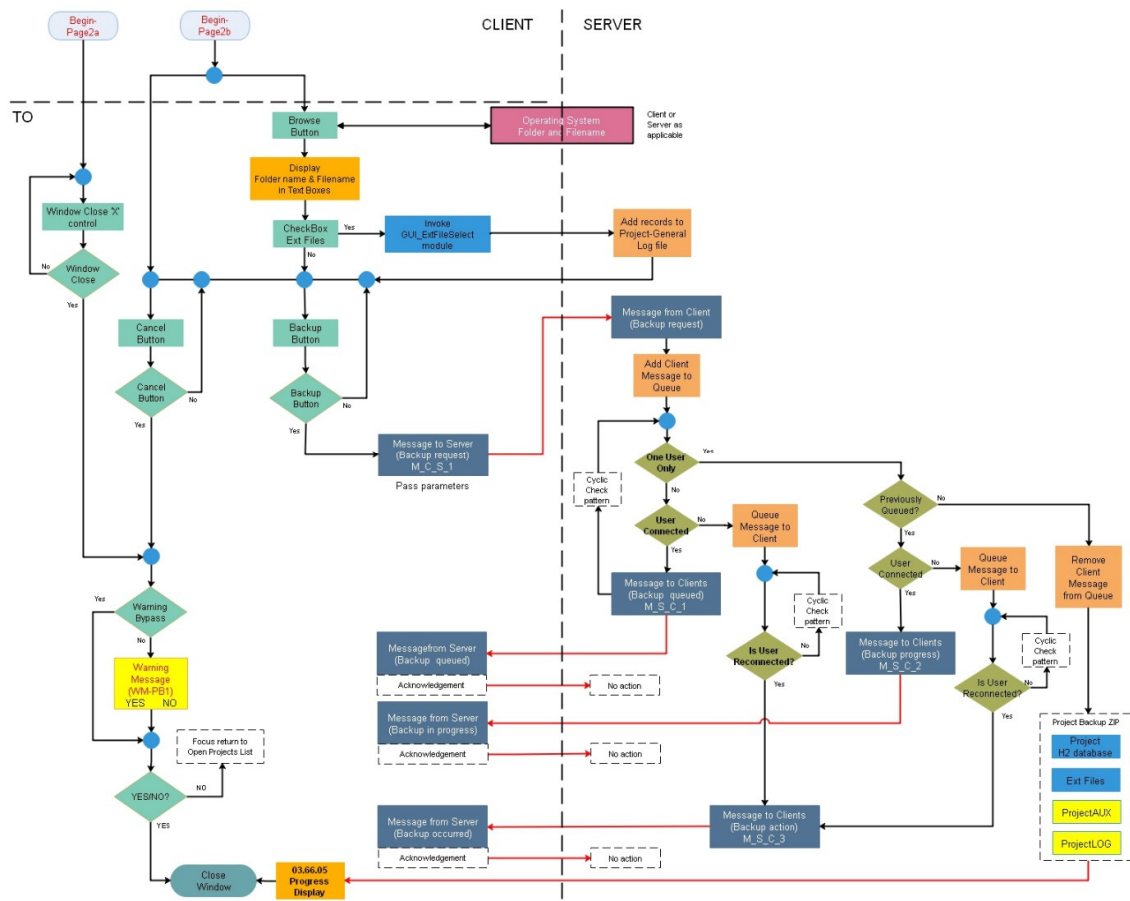 Begin-
Page2a
Begin-
Page2b
CLIENT
SERVER
TO
Browse
Button
Operating System
Folder and Filename
Client or
Server as
applicable
Display
Folder name & Filename
in Text Boxes
Window Close 'X'
control
CheckBox
Ext Files
Yes
No
Invoke
GUI_ExtFileSelect
module
Add records to
Project-General
Log file
Window
Close
No
Yes
Cancel
Button
Backup
Button
Message from Client
(Backup request)
Add Client
Message to
Queue
Cancel
Button
No
Yes
Backup
Button
No
Yes
Message to Server
(Backup request)
M_C_S_1
Pass parameters
One User
Only
Yes
No
Cyclic
Check
pattern
Previously
Queued?
No
Yes
User
Connected
No
Yes
Queue
Message to
Client
User
Connected
No
Yes
Queue
Message to
Client
Remove
Client
Message
from Queue
Message to Clients
(Backup queued)
M_S_C_1
Cyclic
Check
pattern
Cyclic
Check
pattern
Warning
Bypass
Yes
No
Messagefrom Server
(Backup queued)
Is User
Reconnected?
No
Yes
Message to Clients
(Backup progress)
M_S_C_2
Is User
Reconnected?
No
Yes
Warning
Message
(WM-PB1)
YES NO
Acknowledgement
No action
Message from Server
(Backup in progress)
Acknowledgement
No action
Focus return to
Open Projects List
Project Backup ZIP
Project
H2 database
Ext Files
ProjectAUX
ProjectLOG
YES/NO?
NO
YES
Message from Server
(Backup occurred)
Message to Clients
(Backup action)
M_S_C_3
Acknowledgement
No action
Close
Window
03.66.05
Progress
Display